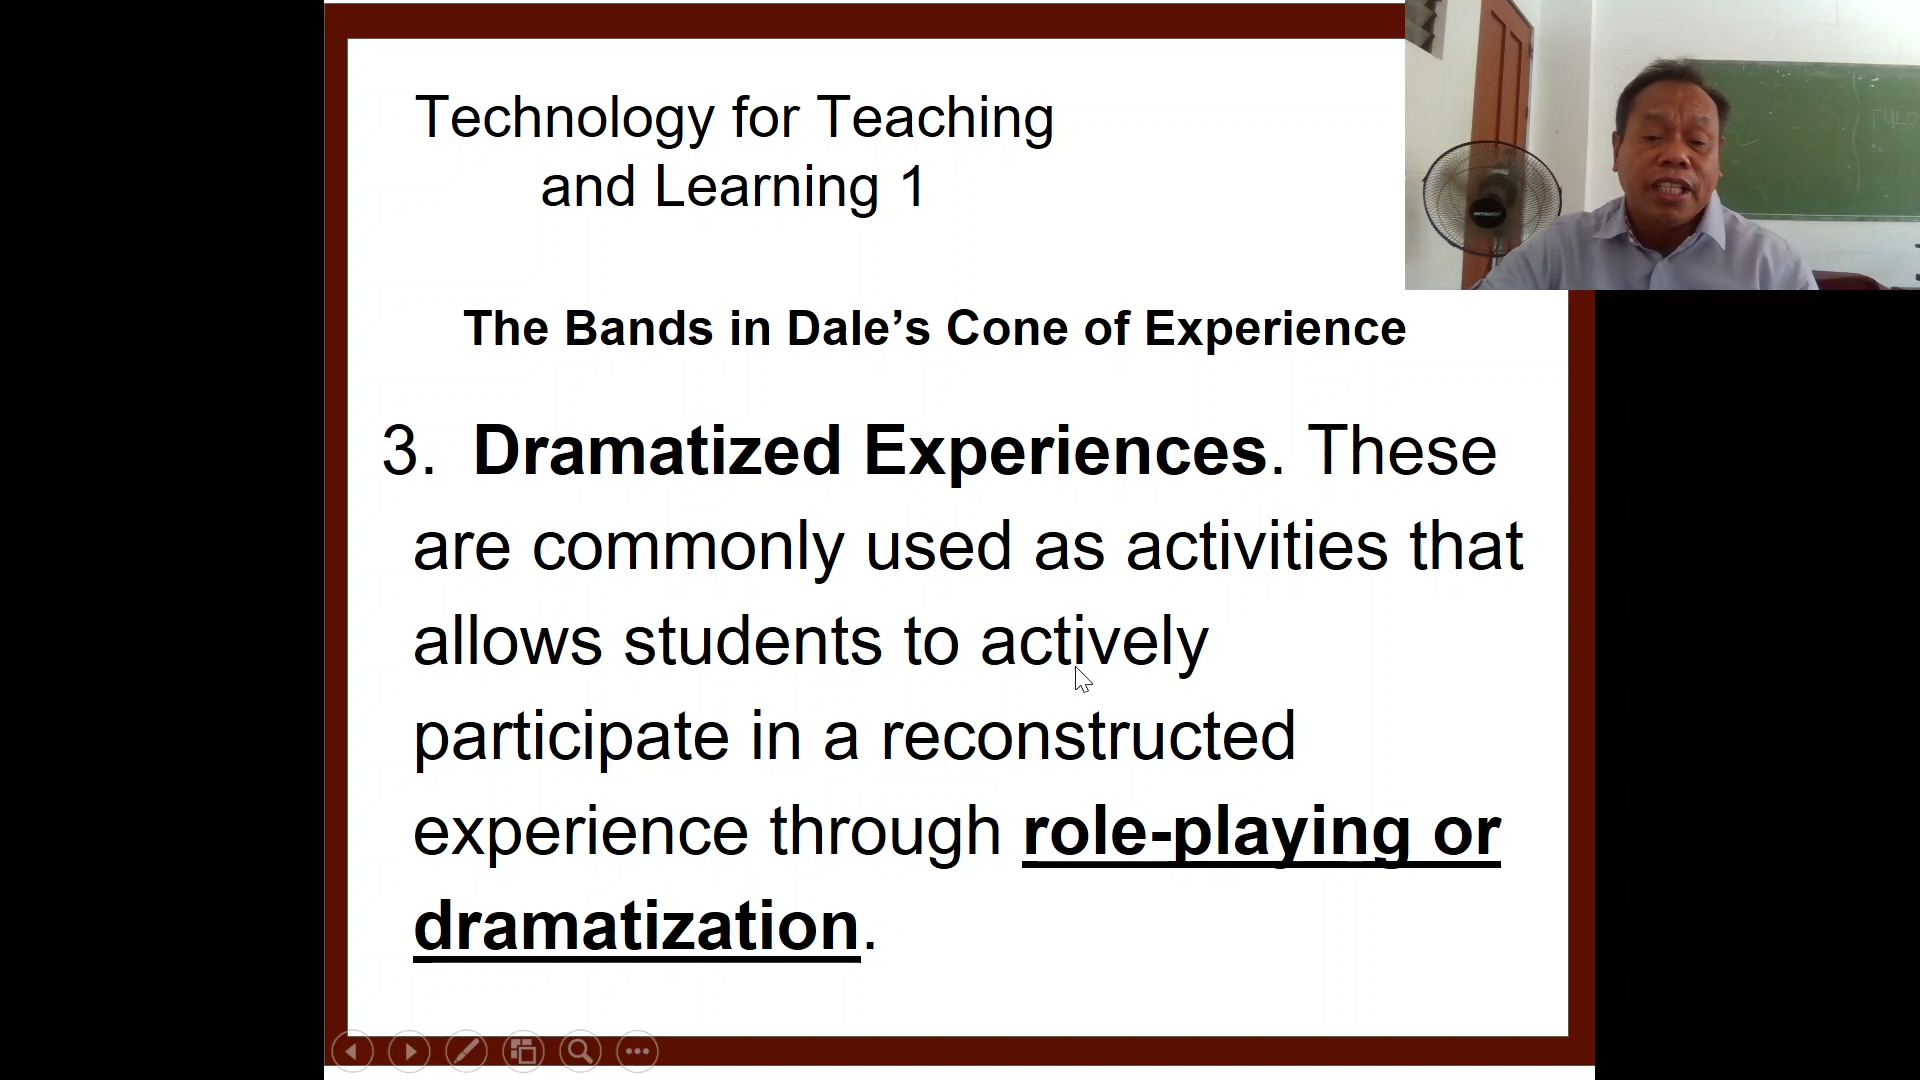 Technology for Teaching
and Learning 1
The Bands in Dale’s Cone of Experience
3. Dramatized Experiences. These
are commonly used as activities that
allows students to actively
participate in a reconstructed
experience through role-playing or
dramatization.